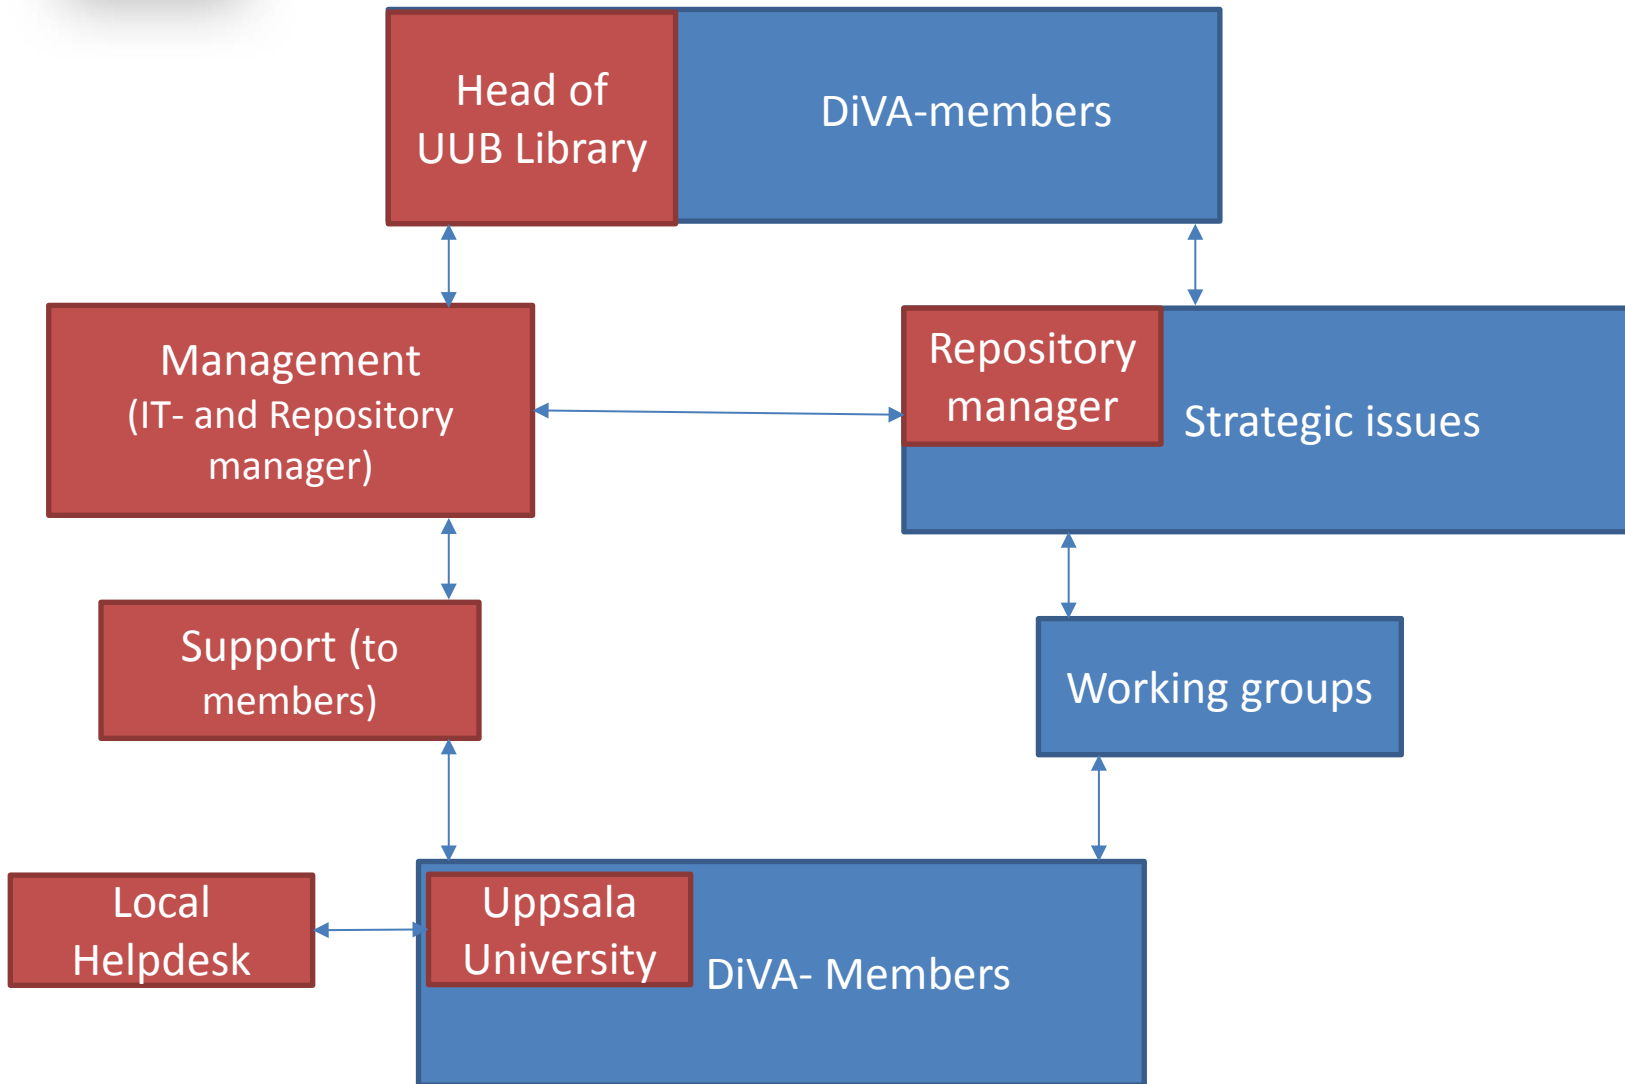 Head of
UUB Library
DiVA-members
Management
(IT- and Repository
manager)
Repository
manager
Strategic issues
Support (to
members)
Working groups
Local
Helpdesk
Uppsala
University
DiVA- Members